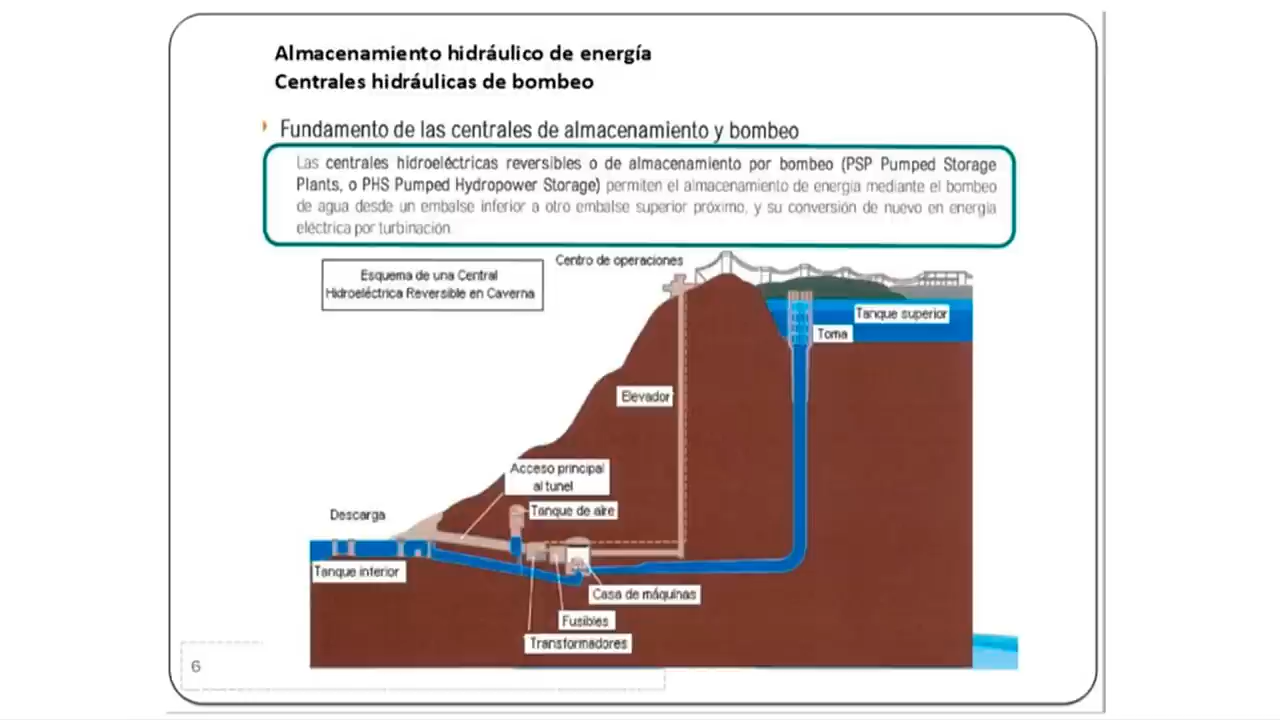 Almacenamiento hidráulico de energía
Centrales hidráulicas de bombeo
Fundamento de las centrales de almacenamiento y bombeo
Las centrales hidroeléctricas reversibles o de almacenamiento por bombeo (PSP Pumped Storage
Plants, o PHS Pumped Hydropower Storage) permiten el almacenamiento de energía mediante el bombeo
de agua desde un embalse inferior a otro embalse superior próximo, y su conversión de nuevo en energía
eléctrica por turbinación
Centro de operaciones
Esquema de una Central
Hidroeléctrica Reversible en Caverna
Tanque superior
Toma
Elevador
Acceso principal
al tunel
Tanque de aire
Descarga
Tanque inferior
Casa de máquinas
Fusibles
Transformadores
6